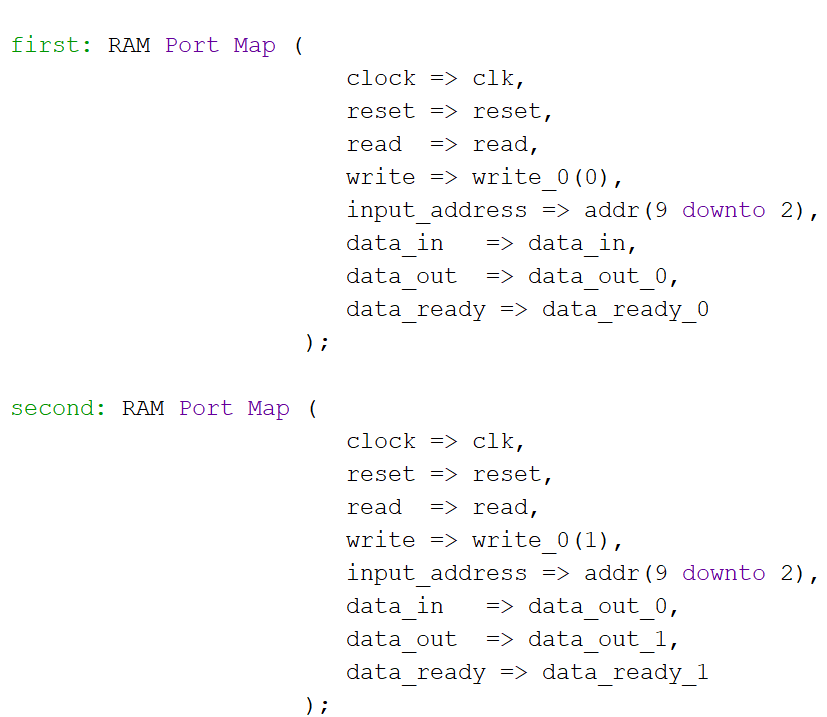 first: RAM Port Map (
clock => clk,
reset => reset,
read  => read,
write => write_0(0),
input_address => addr(9 downto 2),
data_in   => data_in,
data_out  => data_out_0,
data_ready => data_ready_0
);
second: RAM Port Map (
clock => clk,
reset => reset,
read  => read,
write => write_0(1),
input_address => addr(9 downto 2),
data_in   => data_out_0,
data_out  => data_out_1,
data_ready => data_ready_1
);